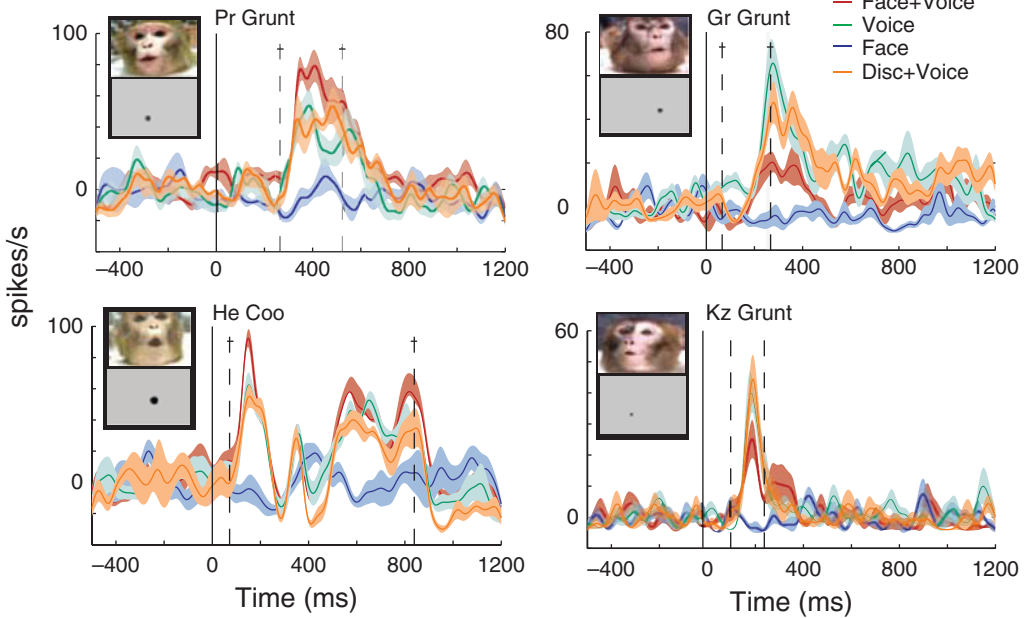 Pr Grunt
100
0
−400 0 400 800 1200
Gr Grunt
Face+Voice
Voice
Face
Disc+Voice
80
40
0
−400 0 400 800 1200
spikes/s
He Coo
100
0
−400 0 400 800 1200
Time (ms)
Kz Grunt
60
0
−400 0 400 800 1200
Time (ms)